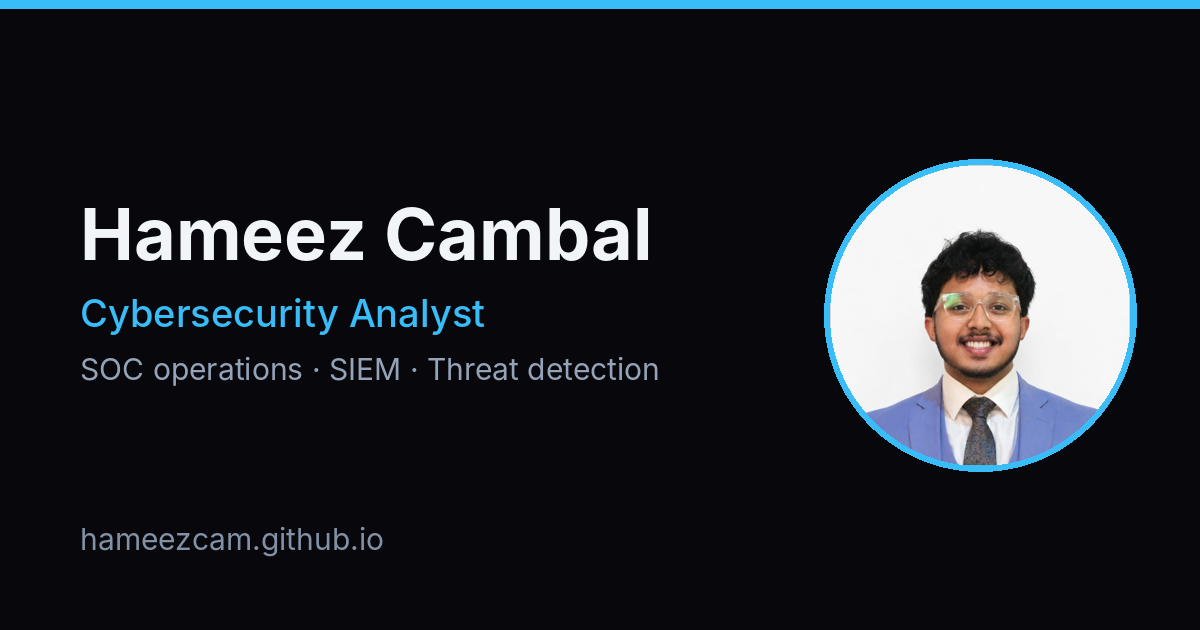 Hameez Cambal
Cybersecurity Analyst
SOC operations · SIEM · Threat detection
hameezcam.github.io